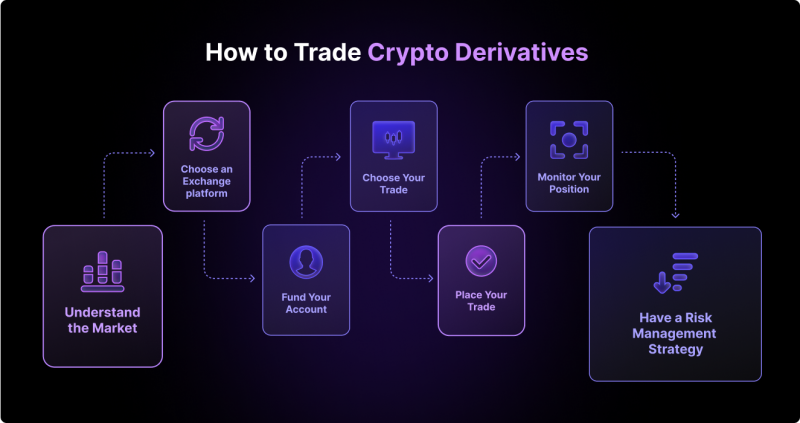 How to Trade Crypto Derivatives
Understand
the Market
Choose an
Exchange
platform
Fund Your
Account
Choose Your
Trade
Place Your
Trade
Monitor Your
Position
Have a Risk
Management
Strategy